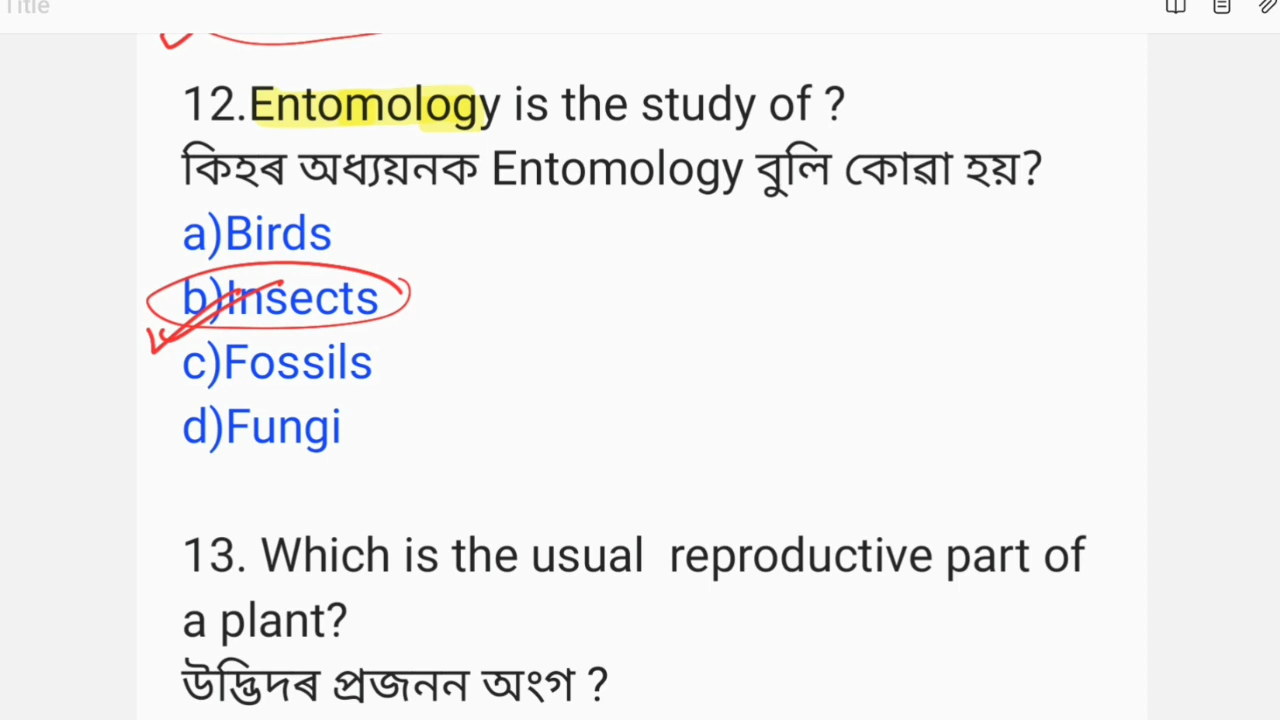 Title
12.Entomology is the study of ?
কিহৰ অধ্যয়নক Entomology বুলি কোৱা হয়?
a)Birds
b)Insects
c)Fossils
d)Fungi
13. Which is the usual reproductive part of
a plant?
উদ্ভিদৰ প্ৰজনন অংগ ?